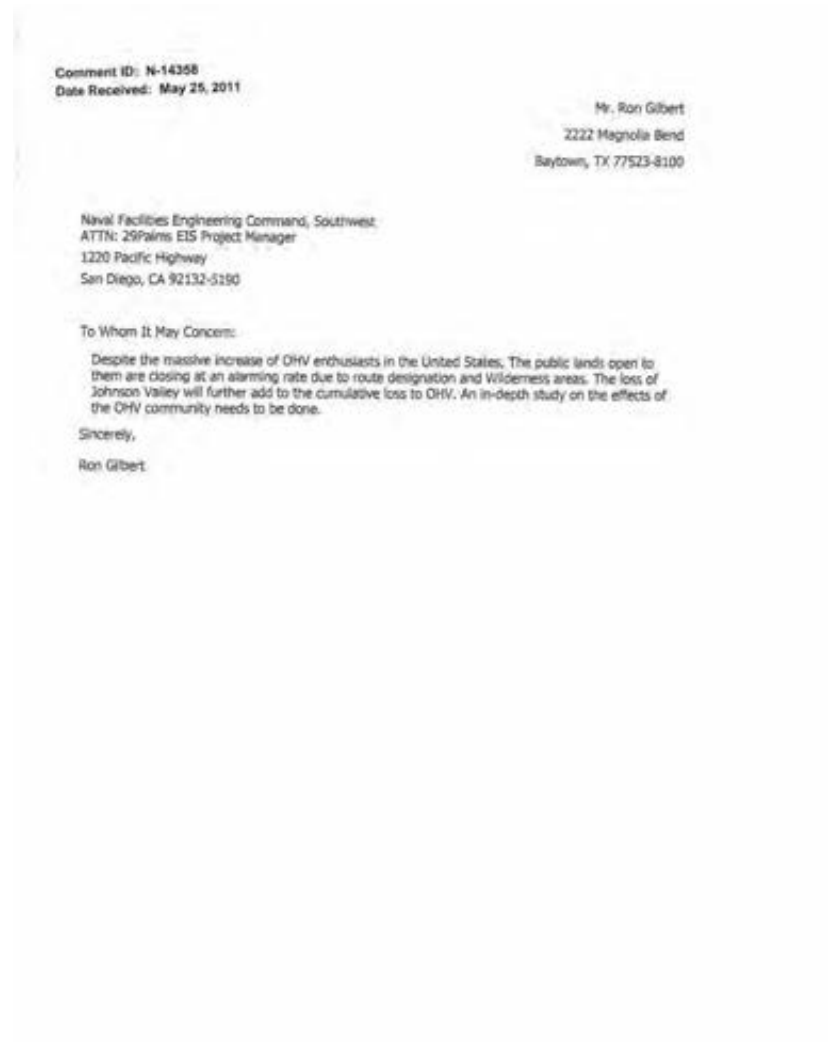 Comment ID: N-14358
Date Received: May 25, 2011
Mr. Ron Gilbert
2222 Magnolia Bend
Baytown, TX 77523-8100
Naval Facilities Engineering Command, Southwest
ATTN: 29Palms EIS Project Manager
1220 Pacific Highway
San Diego, CA 92132-5190
To Whom It May Concern:
Despite the massive increase of OHV enthusiasts in the United States, The public lands open to
them are closing at an alarming rate due to route designation and Wilderness areas. The loss of
Johnson Valley will further add to the cumulative loss to OHV. An in-depth study on the effects of
the OHV community needs to be done.
Sincerely,
Ron Gilbert